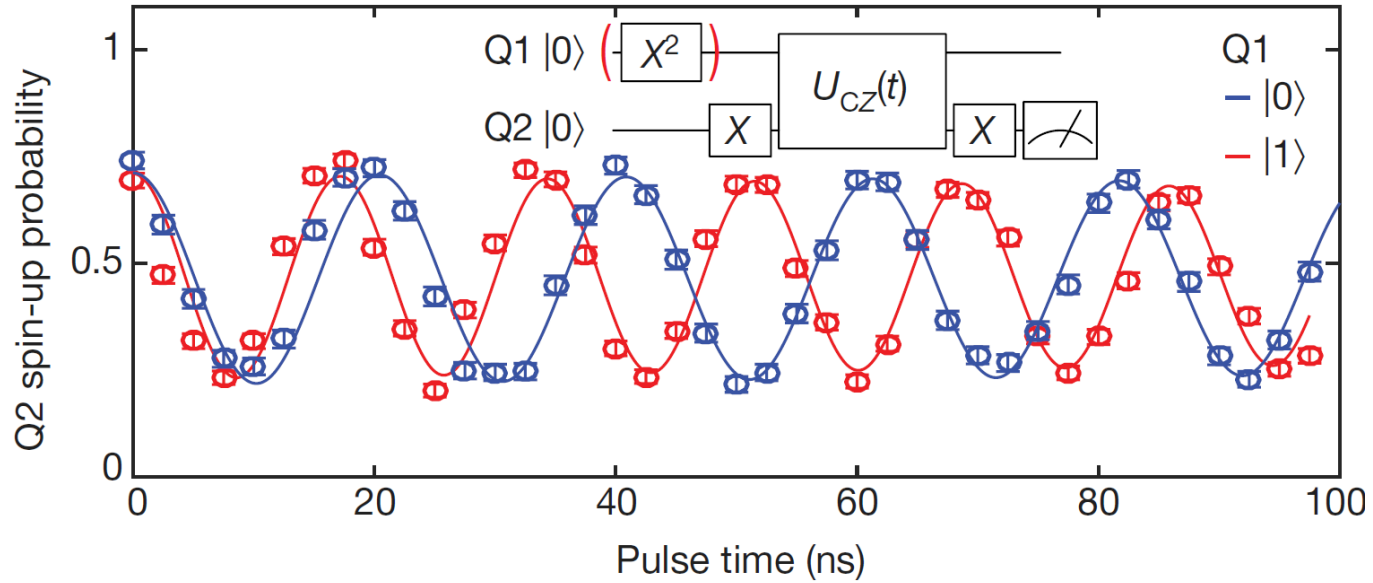 Q2 spin-up probability
1
0.5
0
Q1 |0⟩ ( X² )
U_CZ(t)
Q2 |0⟩ X X
Q1
|0⟩
|1⟩
0 20 40 60 80 100
Pulse time (ns)